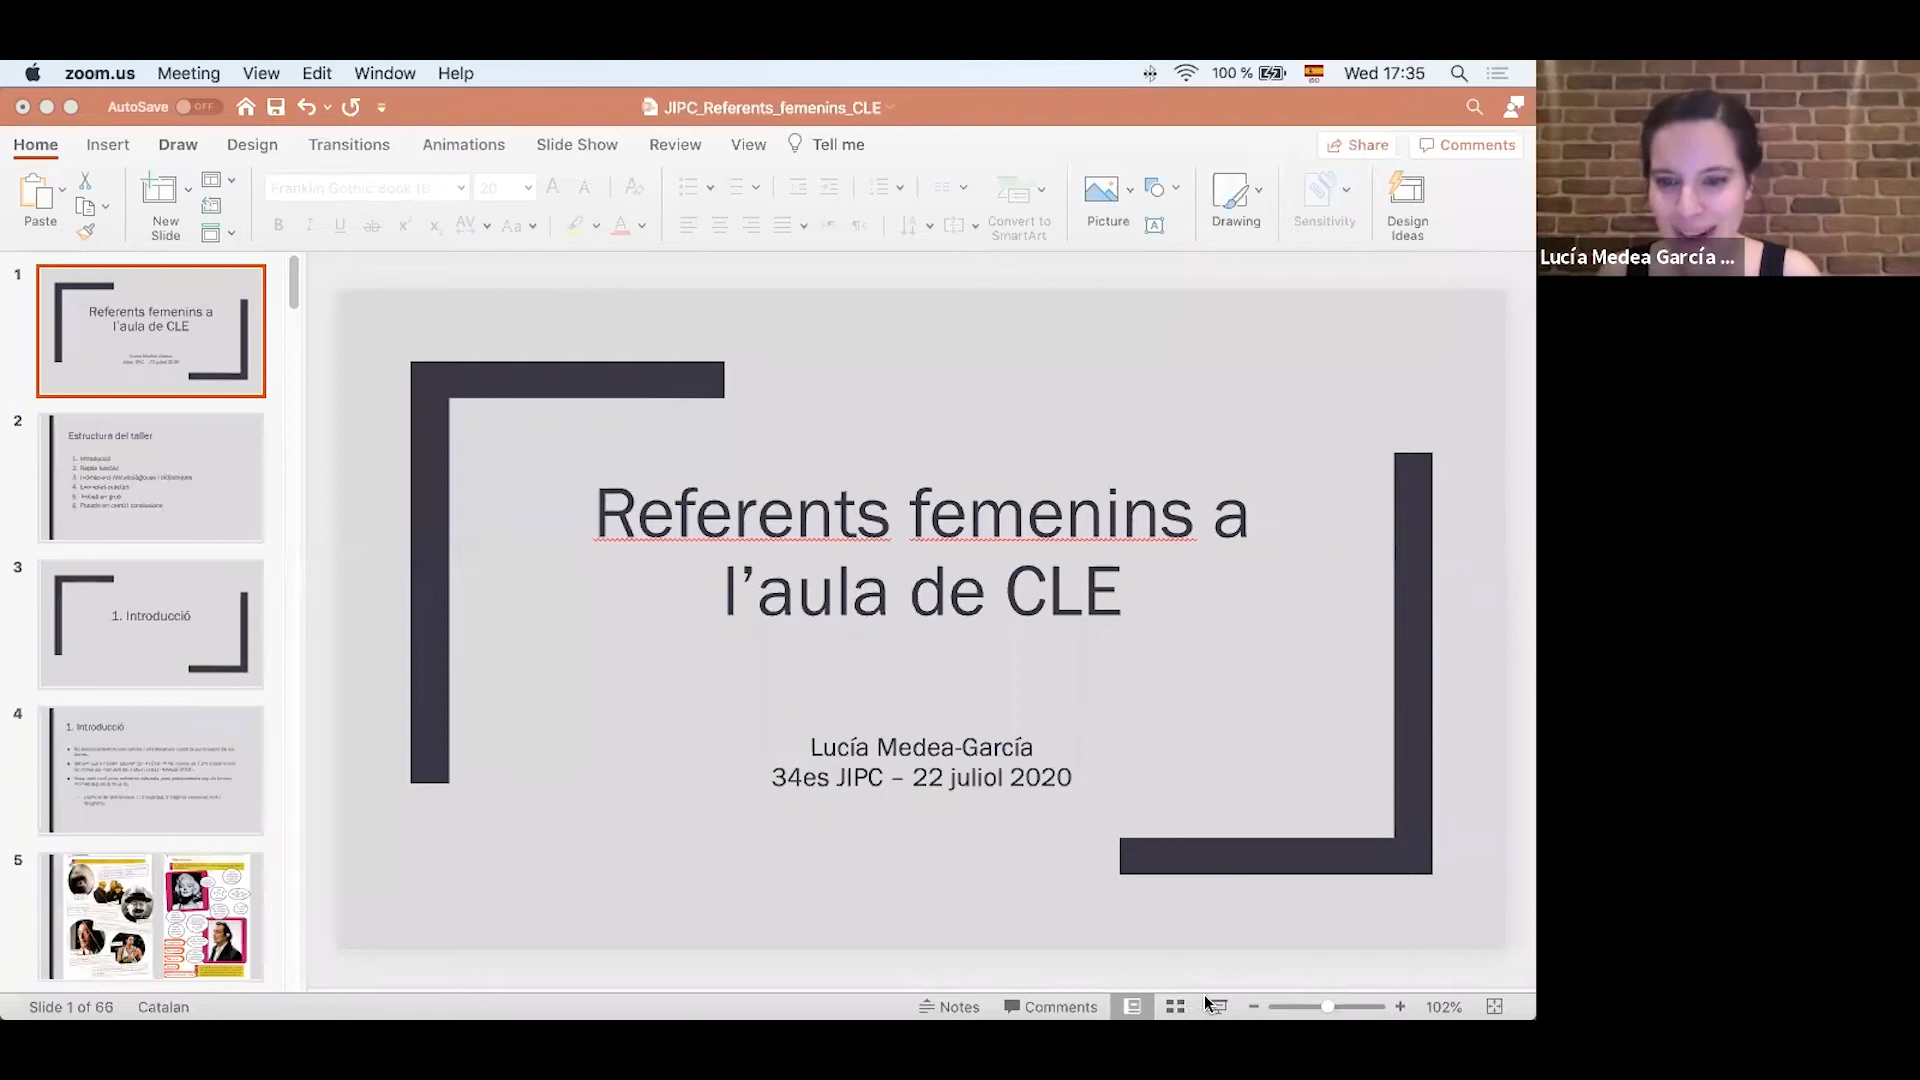 zoom.us Meeting View Edit Window Help 100 % Wed 17:35
AutoSave OFF JIPC_Referents_femenins_CLE
Home Insert Draw Design Transitions Animations Slide Show Review View Tell me Share Comments
Franklin Gothic Book (B 20
Paste New Slide Convert to SmartArt Picture Drawing Sensitivity Design Ideas
Lucía Medea García ...
1
Referents femenins a
l'aula de CLE
2
Estructura del taller
3
1. Introducció
4
1. Introducció
5
Referents femenins a
l’aula de CLE
Lucía Medea-García
34es JIPC – 22 juliol 2020
Slide 1 of 66 Catalan Notes Comments 102%